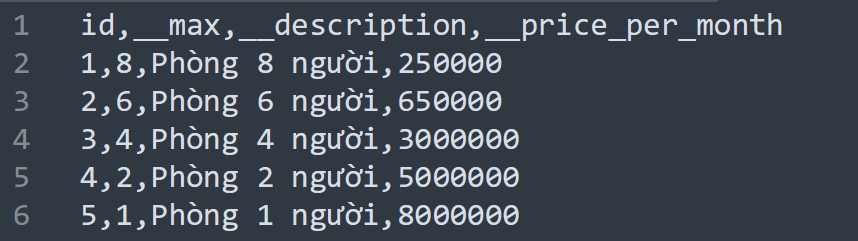 1 id,__max,__description,__price_per_month
2 1,8,Phòng 8 người,250000
3 2,6,Phòng 6 người,650000
4 3,4,Phòng 4 người,3000000
5 4,2,Phòng 2 người,5000000
6 5,1,Phòng 1 người,8000000